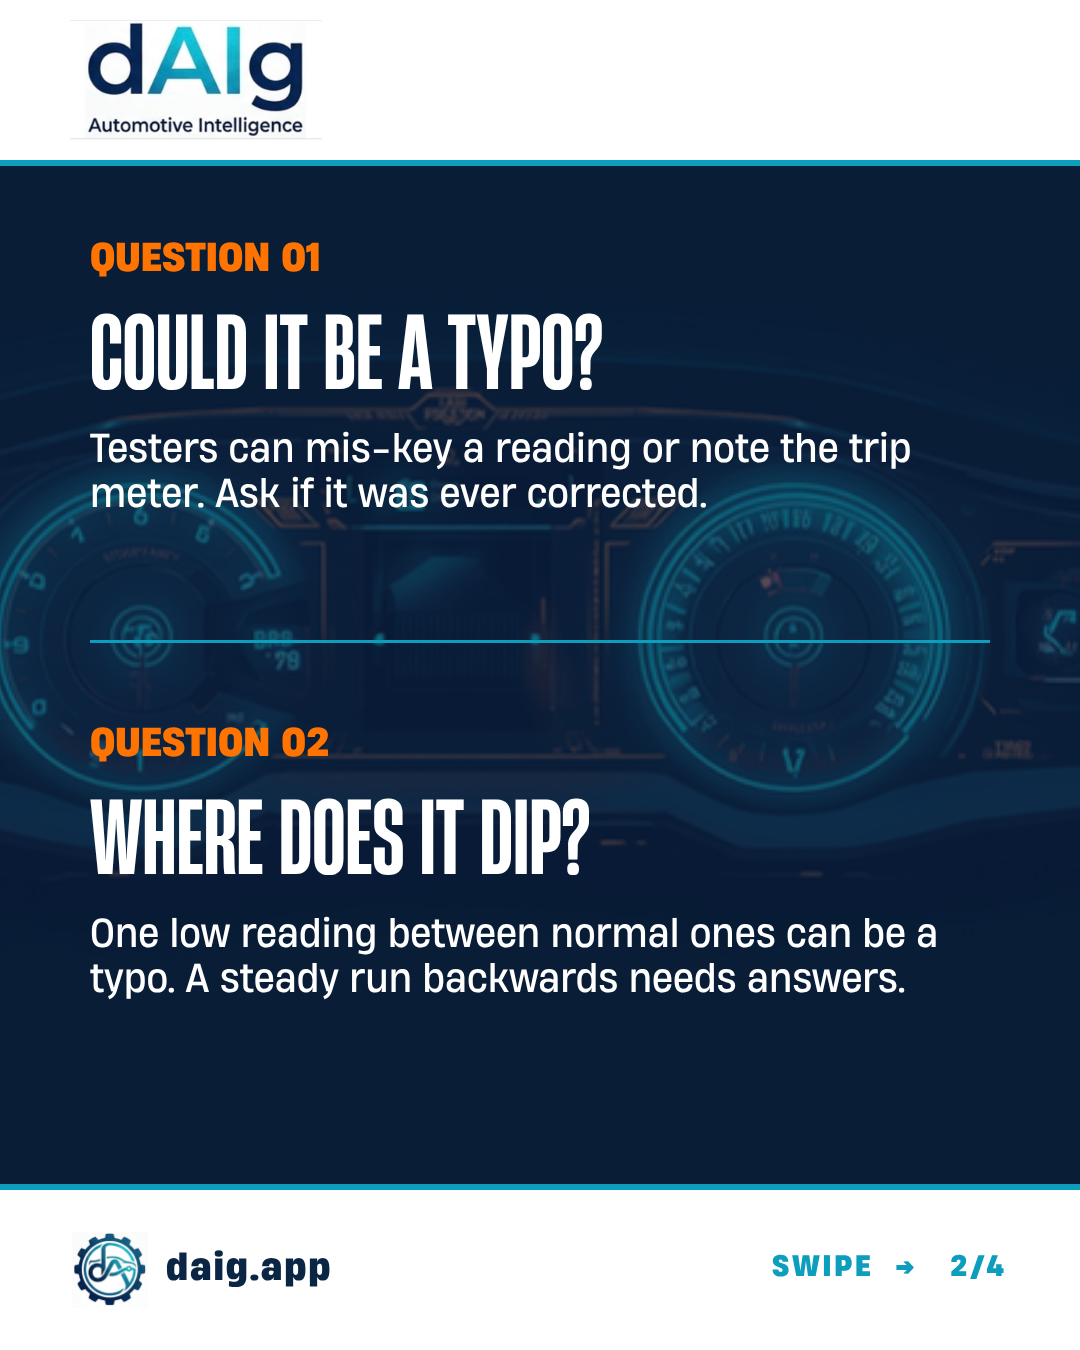 dAIg
Automotive Intelligence
QUESTION 01
COULD IT BE A TYPO?
Testers can mis-key a reading or note the trip
meter. Ask if it was ever corrected.
QUESTION 02
WHERE DOES IT DIP?
One low reading between normal ones can be a
typo. A steady run backwards needs answers.
daig.app
SWIPE → 2/4